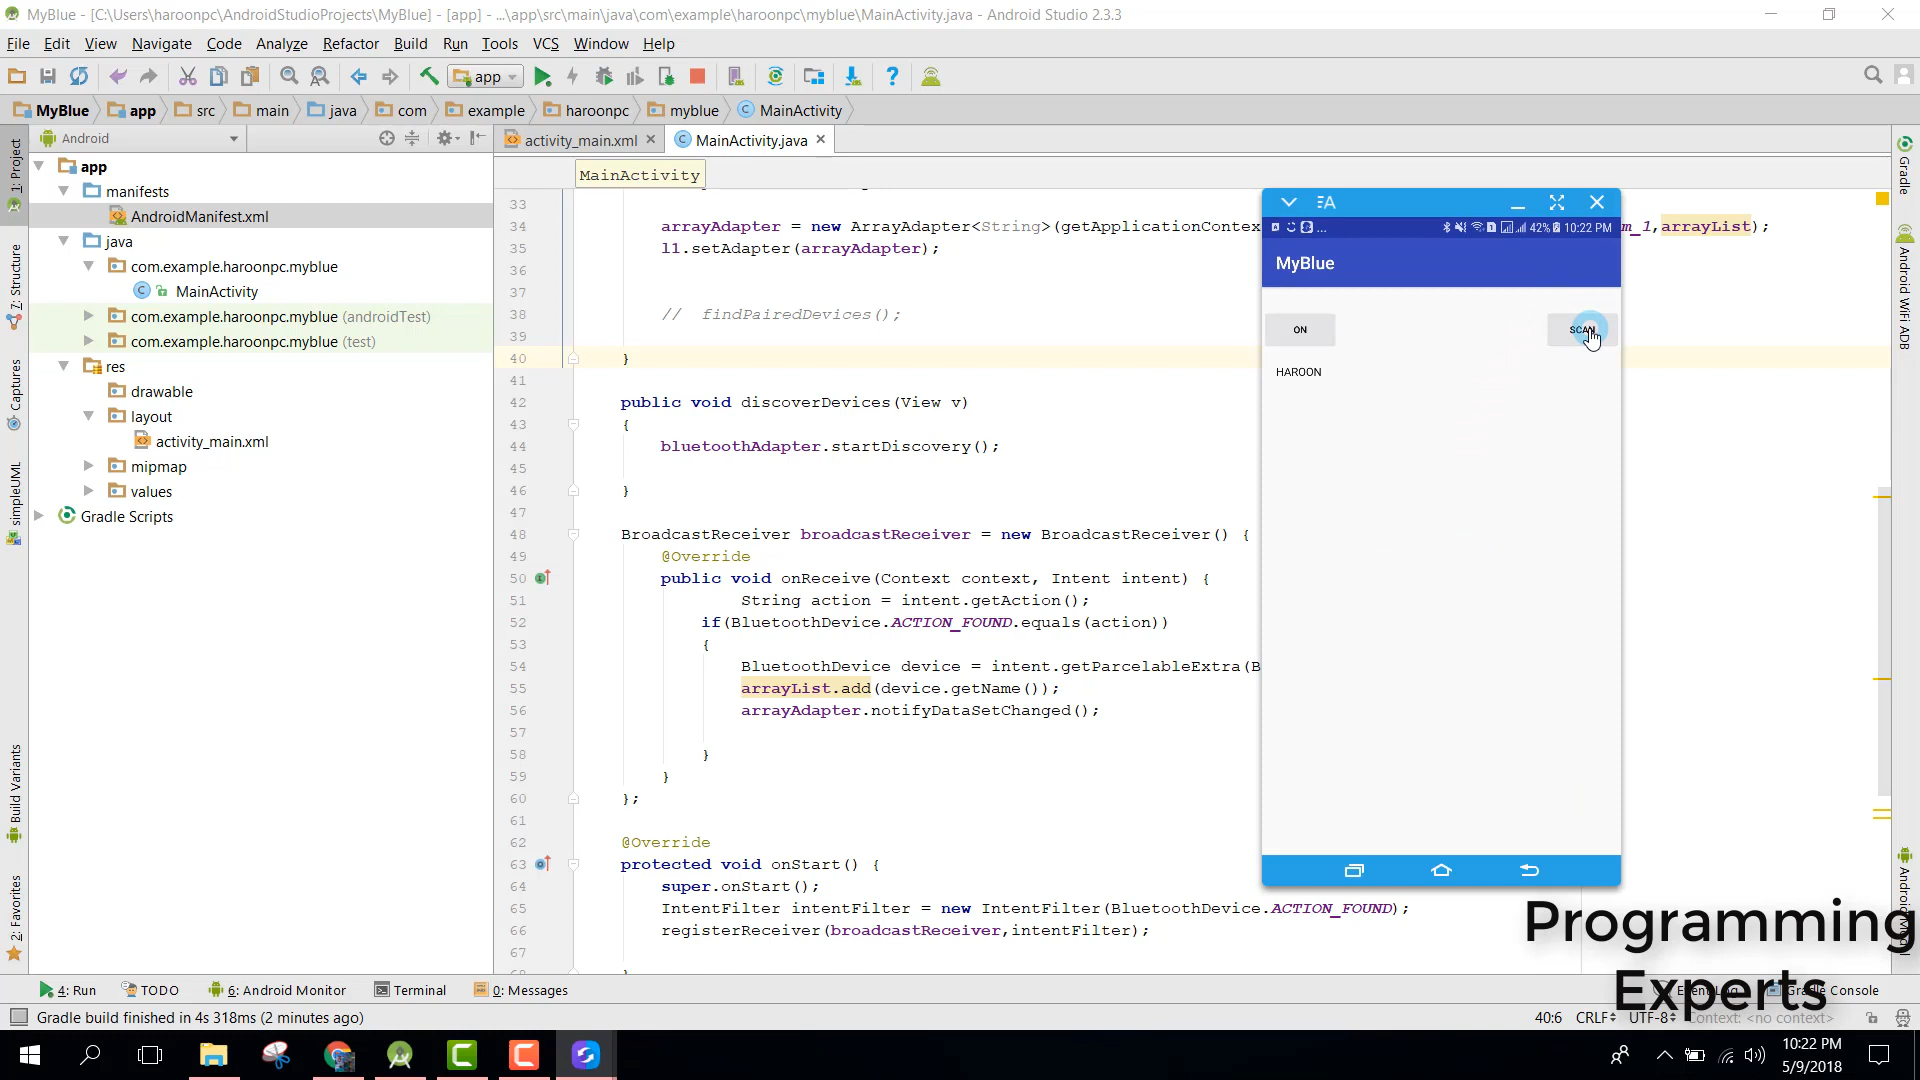 MyBlue - [C:\Users\haroonpc\AndroidStudioProjects\MyBlue] - [app] - ...\app\src\main\java\com\example\haroonpc\myblue\MainActivity.java - Android Studio 2.3.3
File Edit View Navigate Code Analyze Refactor Build Run Tools VCS Window Help
app
MyBlue app src main java com example haroonpc myblue MainActivity
Android
activity_main.xml MainActivity.java
MainActivity
1: Project
7: Structure
Captures
simpleUML
Build Variants
2: Favorites
app
manifests
AndroidManifest.xml
java
com.example.haroonpc.myblue
MainActivity
com.example.haroonpc.myblue (androidTest)
com.example.haroonpc.myblue (test)
res
drawable
layout
activity_main.xml
mipmap
values
Gradle Scripts
33
34 arrayAdapter = new ArrayAdapter<String>(getApplicationContex m_1,arrayList);
35 l1.setAdapter(arrayAdapter);
36
37
38 // findPairedDevices();
39
40 }
41
42 public void discoverDevices(View v)
43 {
44 bluetoothAdapter.startDiscovery();
45
46 }
47
48 BroadcastReceiver broadcastReceiver = new BroadcastReceiver() {
49 @Override
50 public void onReceive(Context context, Intent intent) {
51 String action = intent.getAction();
52 if(BluetoothDevice.ACTION_FOUND.equals(action))
53 {
54 BluetoothDevice device = intent.getParcelableExtra(B
55 arrayList.add(device.getName());
56 arrayAdapter.notifyDataSetChanged();
57
58 }
59 }
60 };
61
62 @Override
63 protected void onStart() {
64 super.onStart();
65 IntentFilter intentFilter = new IntentFilter(BluetoothDevice.ACTION_FOUND);
66 registerReceiver(broadcastReceiver,intentFilter);
67
42% 10:22 PM
MyBlue
ON SCAN
HAROON
Gradle
Android WiFi ADB
Programming
Experts
4: Run TODO 6: Android Monitor Terminal 0: Messages Event Log Gradle Console
Gradle build finished in 4s 318ms (2 minutes ago) 40:6 CRLF UTF-8 Context: <no context>
10:22 PM
5/9/2018